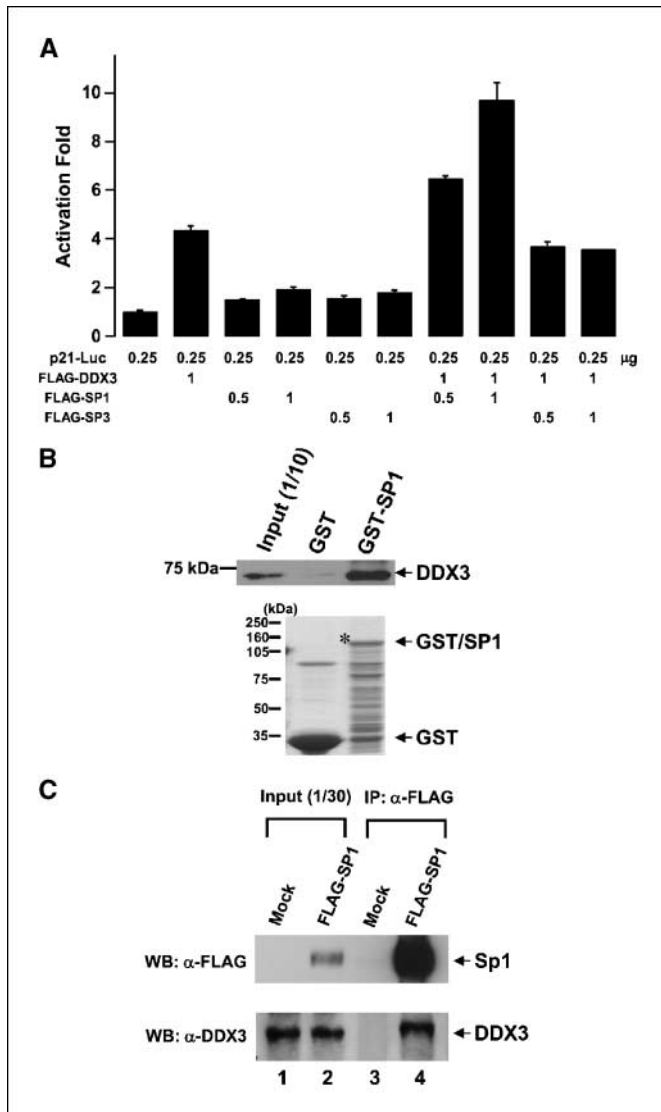 A
Activation Fold
10
8
6
4
2
0
p21-Luc 0.25 0.25 0.25 0.25 0.25 0.25 0.25 0.25 0.25 0.25 µg
FLAG-DDX3 1 1 1 1 1
FLAG-SP1 0.5 1 0.5 1
FLAG-SP3 0.5 1 0.5 1
B
Input (1/10) GST GST-SP1
75 kDa DDX3
(kDa)
250
160 * GST/SP1
105
75
50
35 GST
C
Input (1/30) IP: α-FLAG
Mock FLAG-SP1 Mock FLAG-SP1
WB: α-FLAG Sp1
WB: α-DDX3 DDX3
1 2 3 4